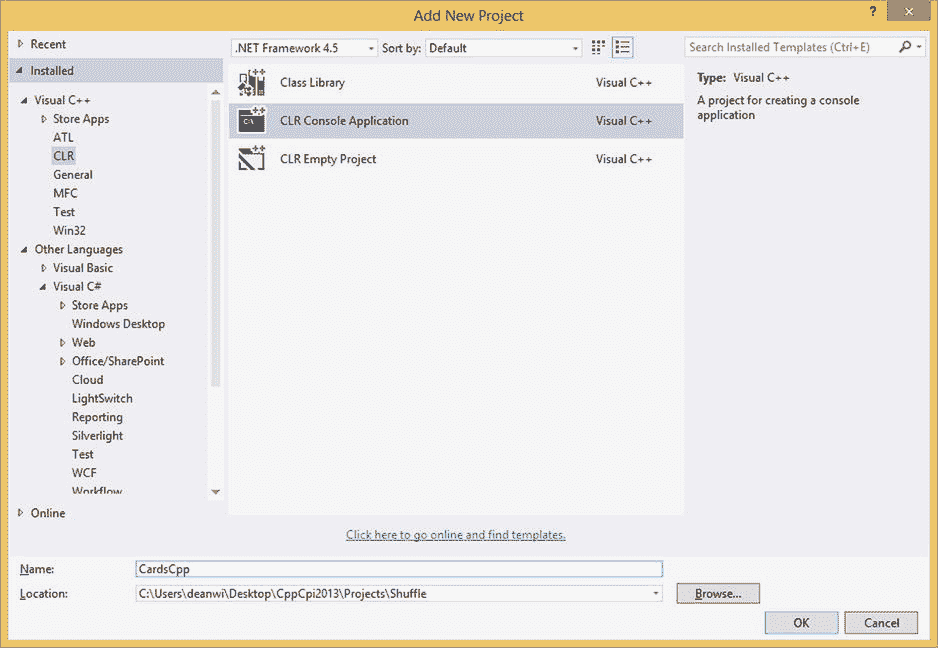 Add New Project
?
Recent
Installed
Visual C++
Store Apps
ATL
CLR
General
MFC
Test
Win32
Other Languages
Visual Basic
Visual C#
Store Apps
Windows Desktop
Web
Office/SharePoint
Cloud
LightSwitch
Reporting
Silverlight
Test
WCF
Workflow
Online
.NET Framework 4.5 Sort by: Default
Class Library Visual C++
C:\ CLR Console Application Visual C++
CLR Empty Project Visual C++
Click here to go online and find templates.
Search Installed Templates (Ctrl+E)
Type: Visual C++
A project for creating a console
application
Name: CardsCpp
Location: C:\Users\deanwi\Desktop\CppCpi2013\Projects\Shuffle Browse...
OK Cancel